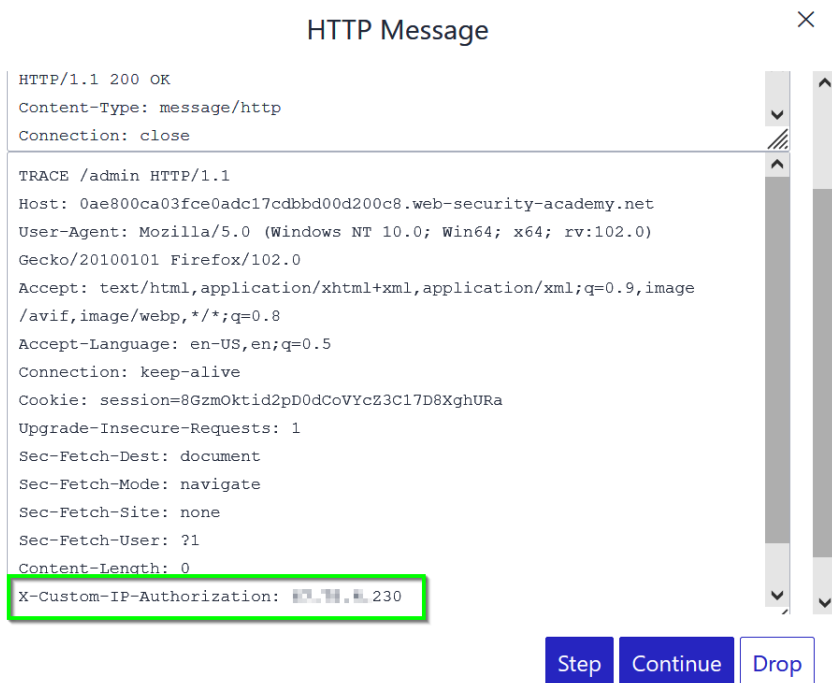 HTTP Message
HTTP/1.1 200 OK
Content-Type: message/http
Connection: close
TRACE /admin HTTP/1.1
Host: 0ae800ca03fce0adc17cdbbd00d200c8.web-security-academy.net
User-Agent: Mozilla/5.0 (Windows NT 10.0; Win64; x64; rv:102.0)
Gecko/20100101 Firefox/102.0
Accept: text/html,application/xhtml+xml,application/xml;q=0.9,image
/avif,image/webp,*/*;q=0.8
Accept-Language: en-US,en;q=0.5
Connection: keep-alive
Cookie: session=8GzmOktid2pD0dCoVYcZ3C17D8XghURa
Upgrade-Insecure-Requests: 1
Sec-Fetch-Dest: document
Sec-Fetch-Mode: navigate
Sec-Fetch-Site: none
Sec-Fetch-User: ?1
Content-Length: 0
X-Custom-IP-Authorization: 230
Step Continue Drop